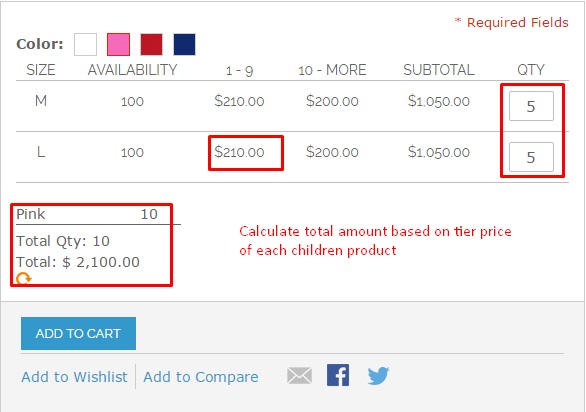 * Required Fields
Color:
SIZE AVAILABILITY 1 - 9 10 - MORE SUBTOTAL QTY
M 100 $210.00 $200.00 $1,050.00 5
L 100 $210.00 $200.00 $1,050.00 5
Pink 10
Total Qty: 10
Total: $ 2,100.00
Calculate total amount based on tier price
of each children product
ADD TO CART
Add to Wishlist Add to Compare